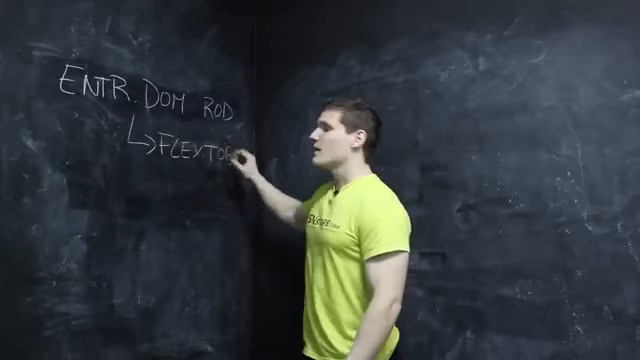 ENTR. DOM ROD
↳ FLEXTO